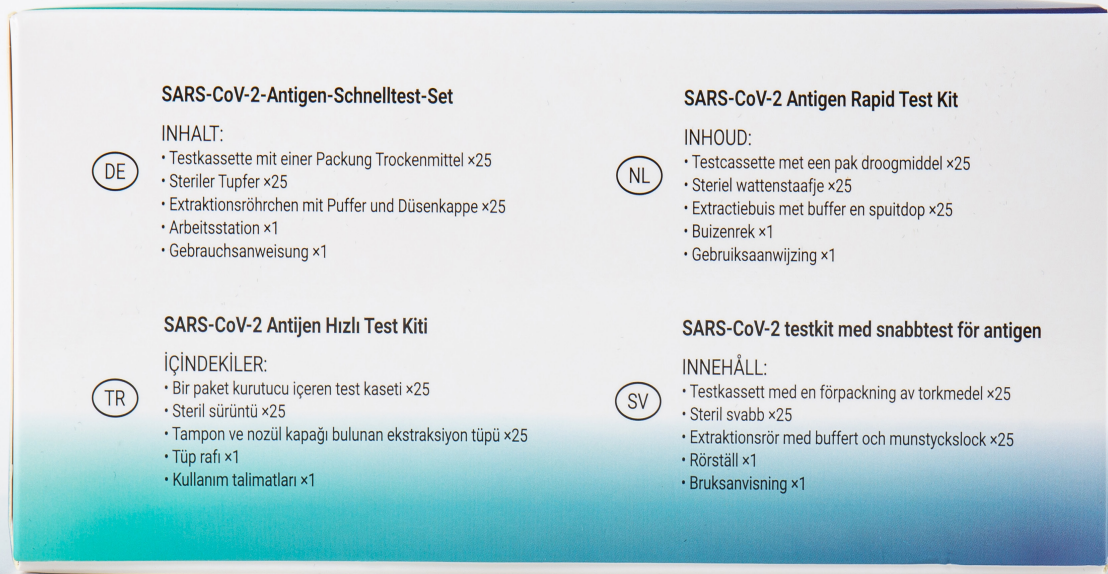 SARS-CoV-2-Antigen-Schnelltest-Set
DE
INHALT:
• Testkassette mit einer Packung Trockenmittel ×25
• Steriler Tupfer ×25
• Extraktionsröhrchen mit Puffer und Düsenkappe ×25
• Arbeitsstation ×1
• Gebrauchsanweisung ×1
SARS-CoV-2 Antigen Rapid Test Kit
NL
INHOUD:
• Testcassette met een pak droogmiddel ×25
• Steriel wattenstaafje ×25
• Extractiebuis met buffer en spuitdop ×25
• Buizenrek ×1
• Gebruiksaanwijzing ×1
SARS-CoV-2 Antijen Hızlı Test Kiti
TR
İÇİNDEKİLER:
• Bir paket kurutucu içeren test kaseti ×25
• Steril sürüntü ×25
• Tampon ve nozül kapağı bulunan ekstraksiyon tüpü ×25
• Tüp rafı ×1
• Kullanım talimatları ×1
SARS-CoV-2 testkit med snabbtest för antigen
SV
INNEHÅLL:
• Testkassett med en förpackning av torkmedel ×25
• Steril svabb ×25
• Extraktionsrör med buffert och munstyckslock ×25
• Rörställ ×1
• Bruksanvisning ×1